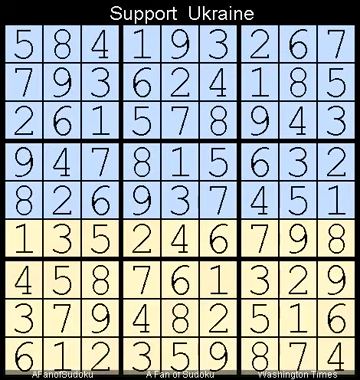 Support Ukraine
5 8 4 1 9 3 2 6 7
7 9 3 6 2 4 1 8 5
2 6 1 5 7 8 9 4 3
9 4 7 8 1 5 6 3 2
8 2 6 9 3 7 4 5 1
1 3 5 2 4 6 7 9 8
4 5 8 7 6 1 3 2 9
3 7 9 4 8 2 5 1 6
6 1 2 3 5 9 8 7 4
AFanofSudoku A Fan of Sudoku Washington Times